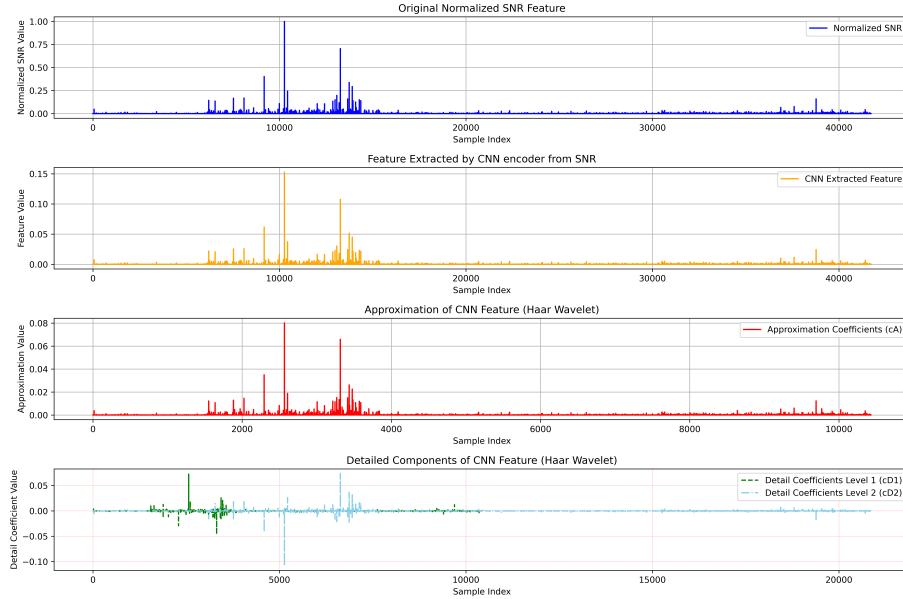 Original Normalized SNR Feature
Normalized SNR Value
1.00
0.75
0.50
0.25
0.00
Normalized SNR
0 10000 20000 30000 40000
Sample Index
Feature Extracted by CNN encoder from SNR
Feature Value
0.15
0.10
0.05
0.00
CNN Extracted Feature
0 10000 20000 30000 40000
Sample Index
Approximation of CNN Feature (Haar Wavelet)
Approximation Value
0.08
0.06
0.04
0.02
0.00
Approximation Coefficients (cA)
0 2000 4000 6000 8000 10000
Sample Index
Detailed Components of CNN Feature (Haar Wavelet)
Detail Coefficient Value
0.05
0.00
−0.05
−0.10
Detail Coefficients Level 1 (cD1)
Detail Coefficients Level 2 (cD2)
0 5000 10000 15000 20000
Sample Index